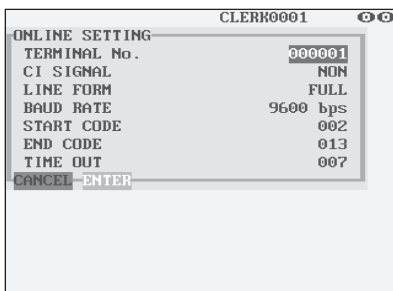 CLERK0001
ONLINE SETTING
TERMINAL No. 000001
CI SIGNAL NON
LINE FORM FULL
BAUD RATE 9600 bps
START CODE 002
END CODE 013
TIME OUT 007
CANCEL ENTER